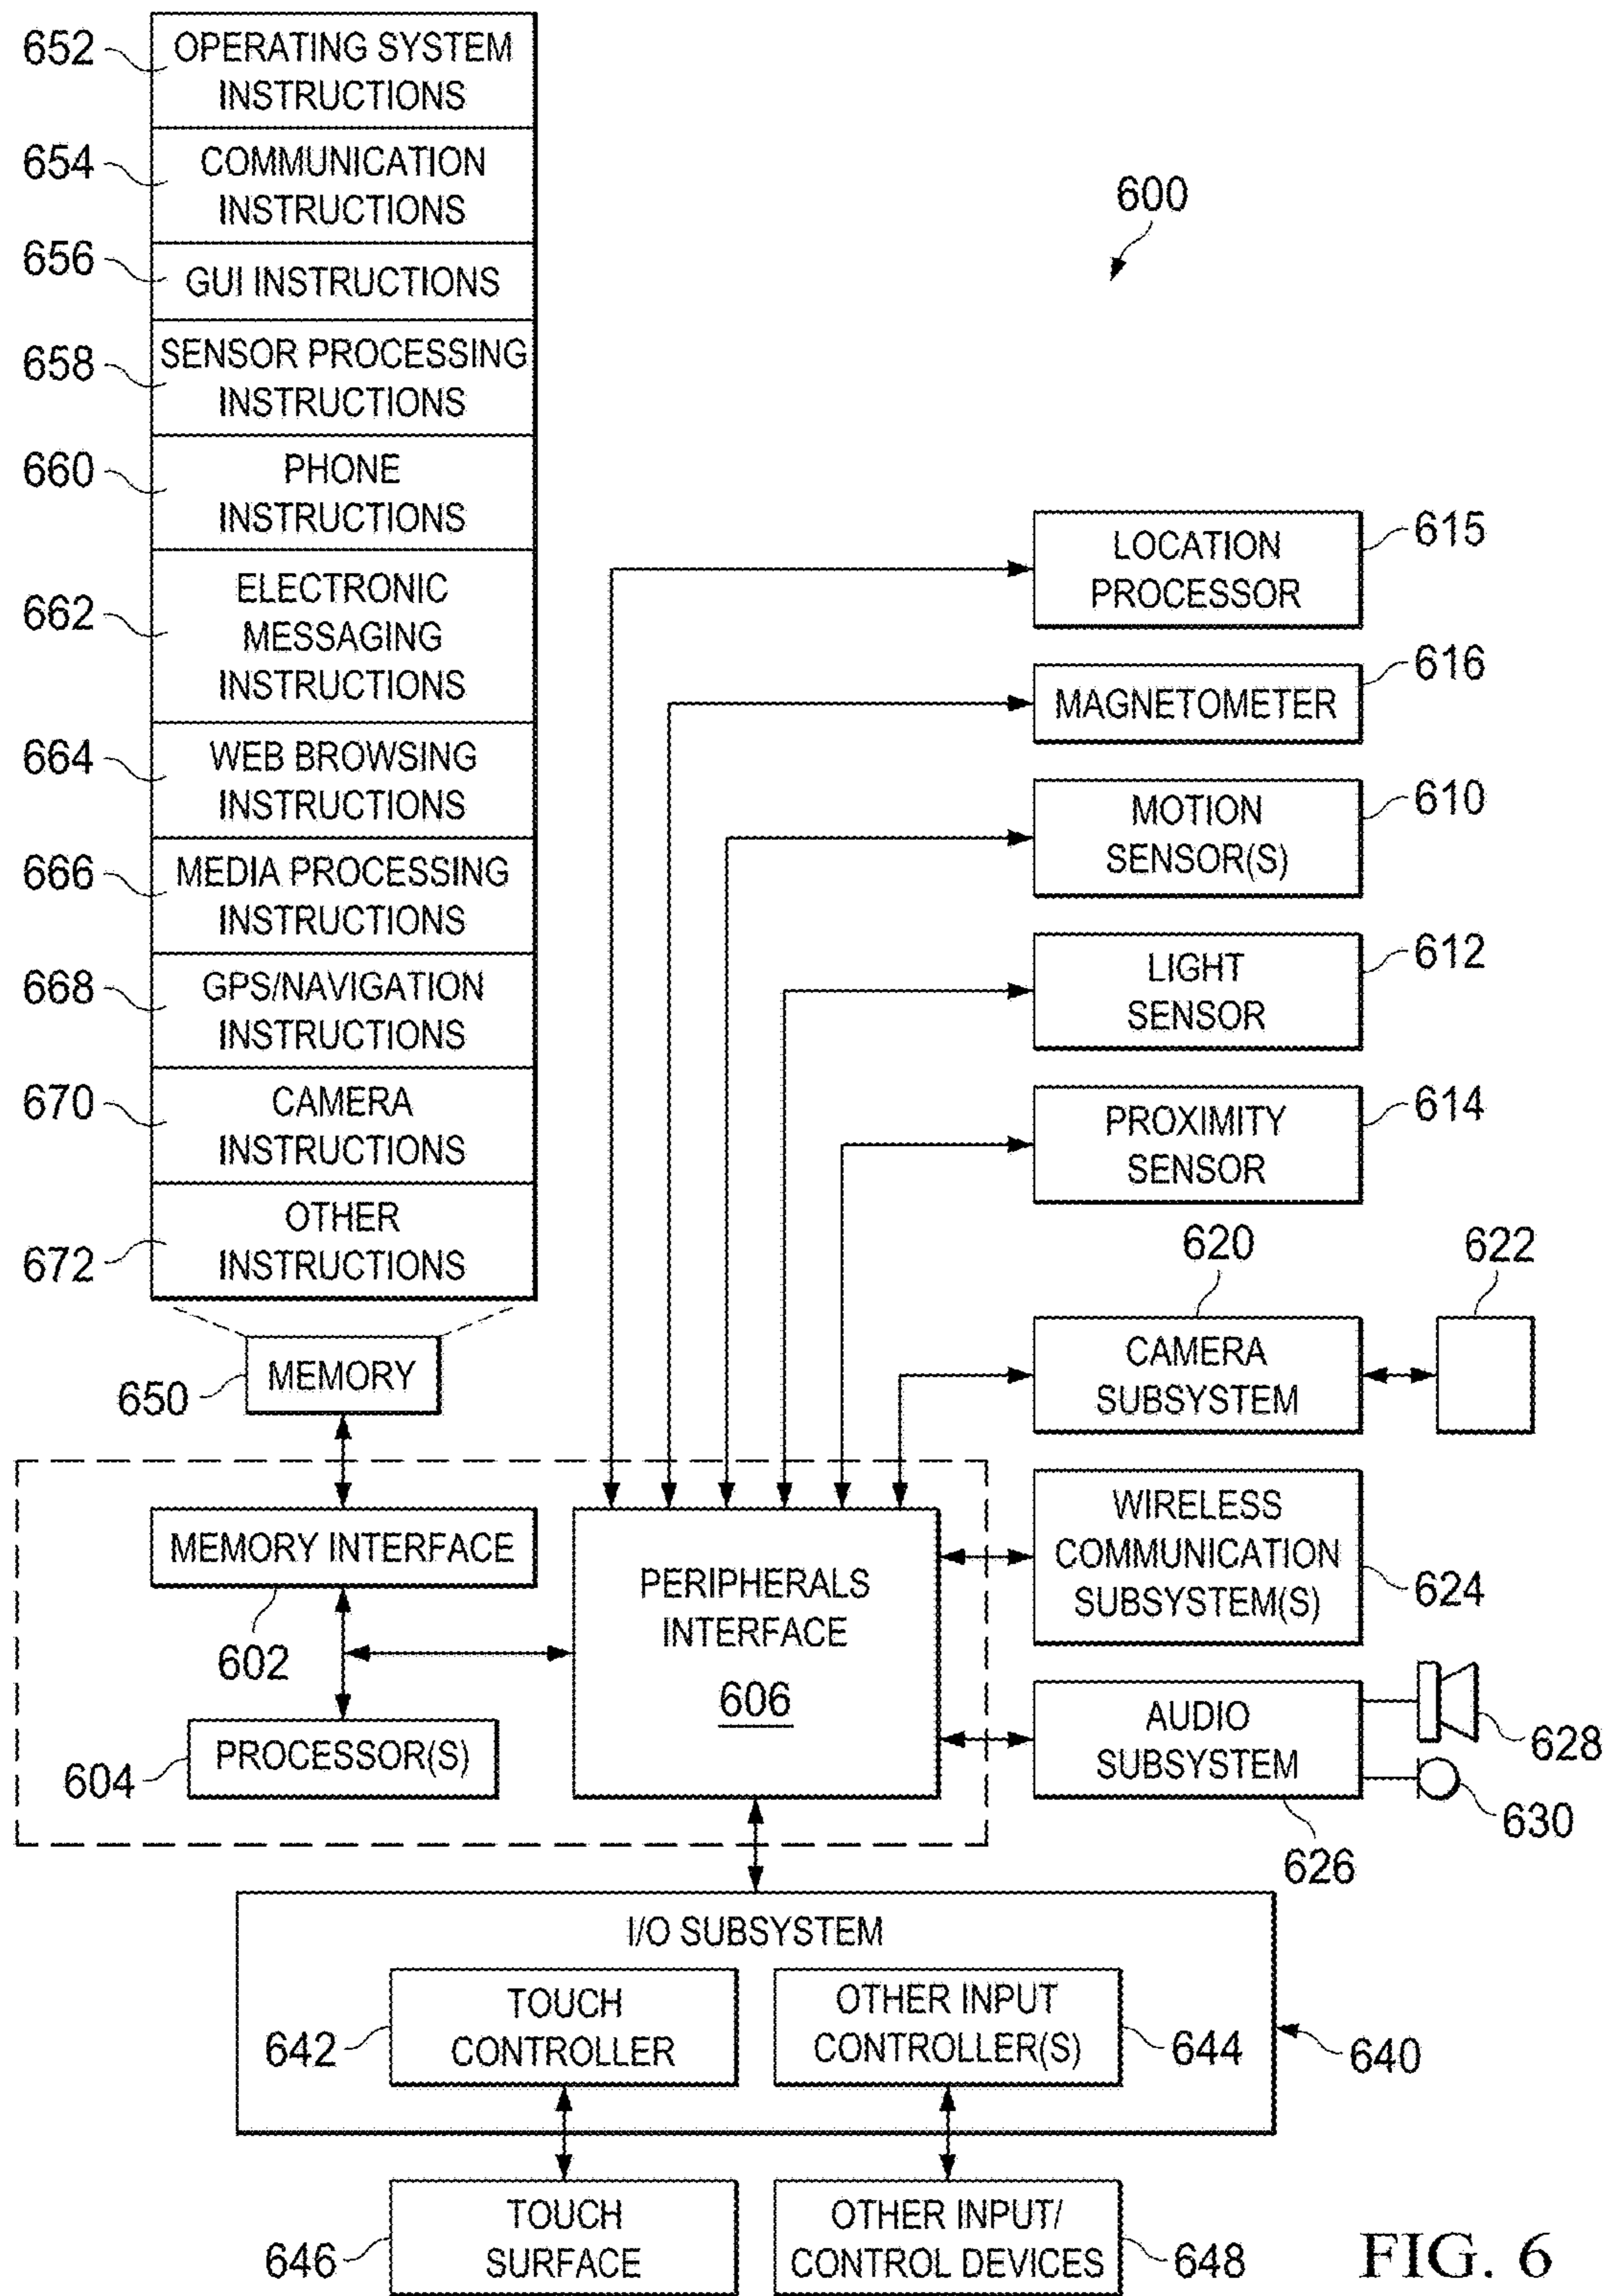 652
OPERATING SYSTEM
INSTRUCTIONS
654
COMMUNICATION
INSTRUCTIONS
656
GUI INSTRUCTIONS
658
SENSOR PROCESSING
INSTRUCTIONS
660
PHONE
INSTRUCTIONS
662
ELECTRONIC
MESSAGING
INSTRUCTIONS
664
WEB BROWSING
INSTRUCTIONS
666
MEDIA PROCESSING
INSTRUCTIONS
668
GPS/NAVIGATION
INSTRUCTIONS
670
CAMERA
INSTRUCTIONS
672
OTHER
INSTRUCTIONS
650
MEMORY
600
LOCATION
PROCESSOR
615
MAGNETOMETER
616
MOTION
SENSOR(S)
610
LIGHT
SENSOR
612
PROXIMITY
SENSOR
614
620
CAMERA
SUBSYSTEM
622
MEMORY INTERFACE
602
PROCESSOR(S)
604
PERIPHERALS
INTERFACE
606
WIRELESS
COMMUNICATION
SUBSYSTEM(S)
624
AUDIO
SUBSYSTEM
626
628
630
I/O SUBSYSTEM
640
TOUCH
CONTROLLER
642
OTHER INPUT
CONTROLLER(S)
644
TOUCH
SURFACE
646
OTHER INPUT/
CONTROL DEVICES
648
FIG. 6